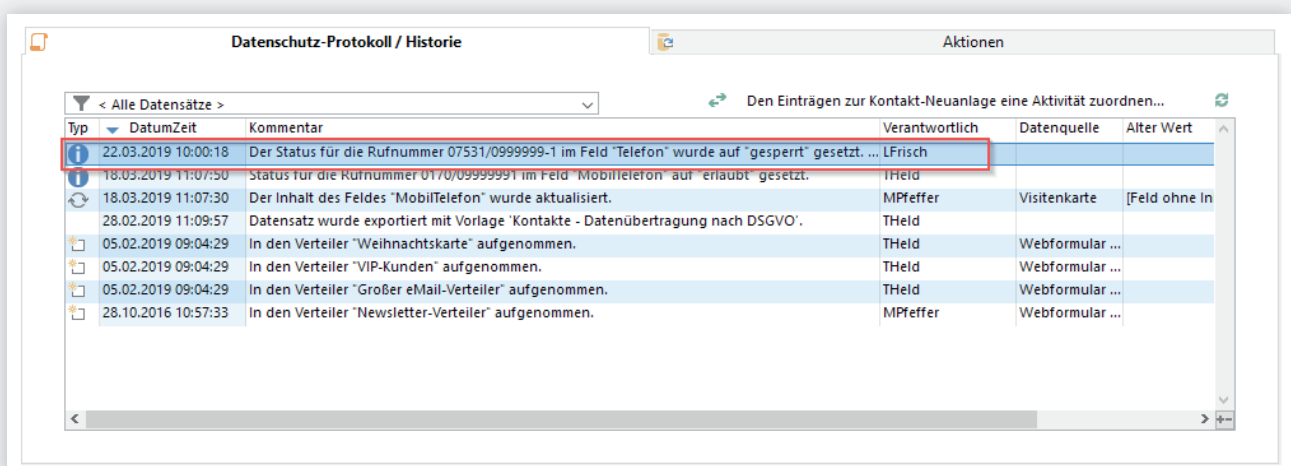 Datenschutz-Protokoll / Historie Aktionen
< Alle Datensätze > Den Einträgen zur Kontakt-Neuanlage eine Aktivität zuordnen...
Typ DatumZeit Kommentar Verantwortlich Datenquelle Alter Wert
22.03.2019 10:00:18 Der Status für die Rufnummer 07531/0999999-1 im Feld "Telefon" wurde auf "gesperrt" gesetzt. ... LFrisch
18.03.2019 11:07:50 Status für die Rufnummer 0170/09999991 im Feld "MobilTelefon" auf "erlaubt" gesetzt. THeld
18.03.2019 11:07:30 Der Inhalt des Feldes "MobilTelefon" wurde aktualisiert. MPfeffer Visitenkarte [Feld ohne In
28.02.2019 11:09:57 Datensatz wurde exportiert mit Vorlage 'Kontakte - Datenübertragung nach DSGVO'. THeld
05.02.2019 09:04:29 In den Verteiler "Weihnachtskarte" aufgenommen. THeld Webformular ...
05.02.2019 09:04:29 In den Verteiler "VIP-Kunden" aufgenommen. THeld Webformular ...
05.02.2019 09:04:29 In den Verteiler "Großer eMail-Verteiler" aufgenommen. THeld Webformular ...
28.10.2016 10:57:33 In den Verteiler "Newsletter-Verteiler" aufgenommen. MPfeffer Webformular ...